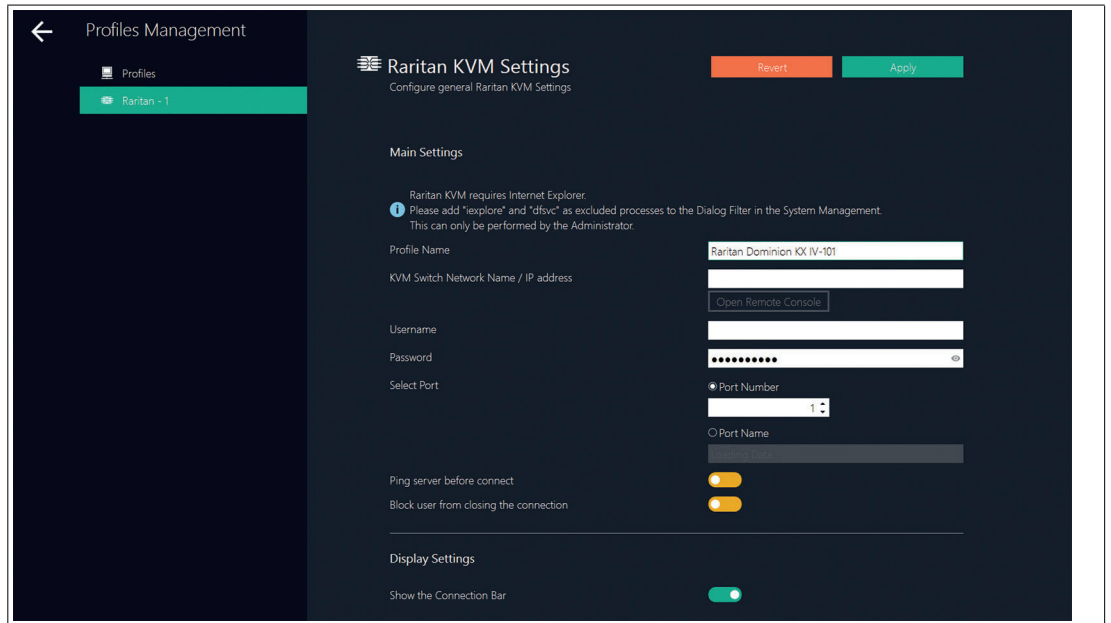 Profiles Management
Profiles
Raritan - 1
Raritan KVM Settings
Configure general Raritan KVM Settings
Revert
Apply
Main Settings
Raritan KVM requires Internet Explorer.
Please add "iexplore" and "dfsvc" as excluded processes to the Dialog Filter in the System Management.
This can only be performed by the Administrator.
Profile Name
Raritan Dominion KX IV-101
KVM Switch Network Name / IP address
Open Remote Console
Username
Password
Select Port
Port Number
1
Port Name
Loading Data
Ping server before connect
Block user from closing the connection
Display Settings
Show the Connection Bar